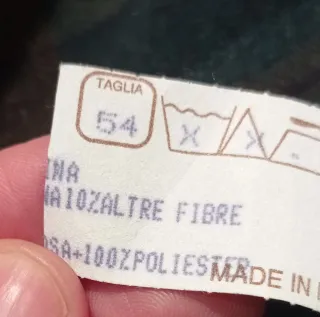 TAGLIA
54
X X
INA
NA10%ALTRE FIBRE
OSA+100%POLIESTER
MADE IN